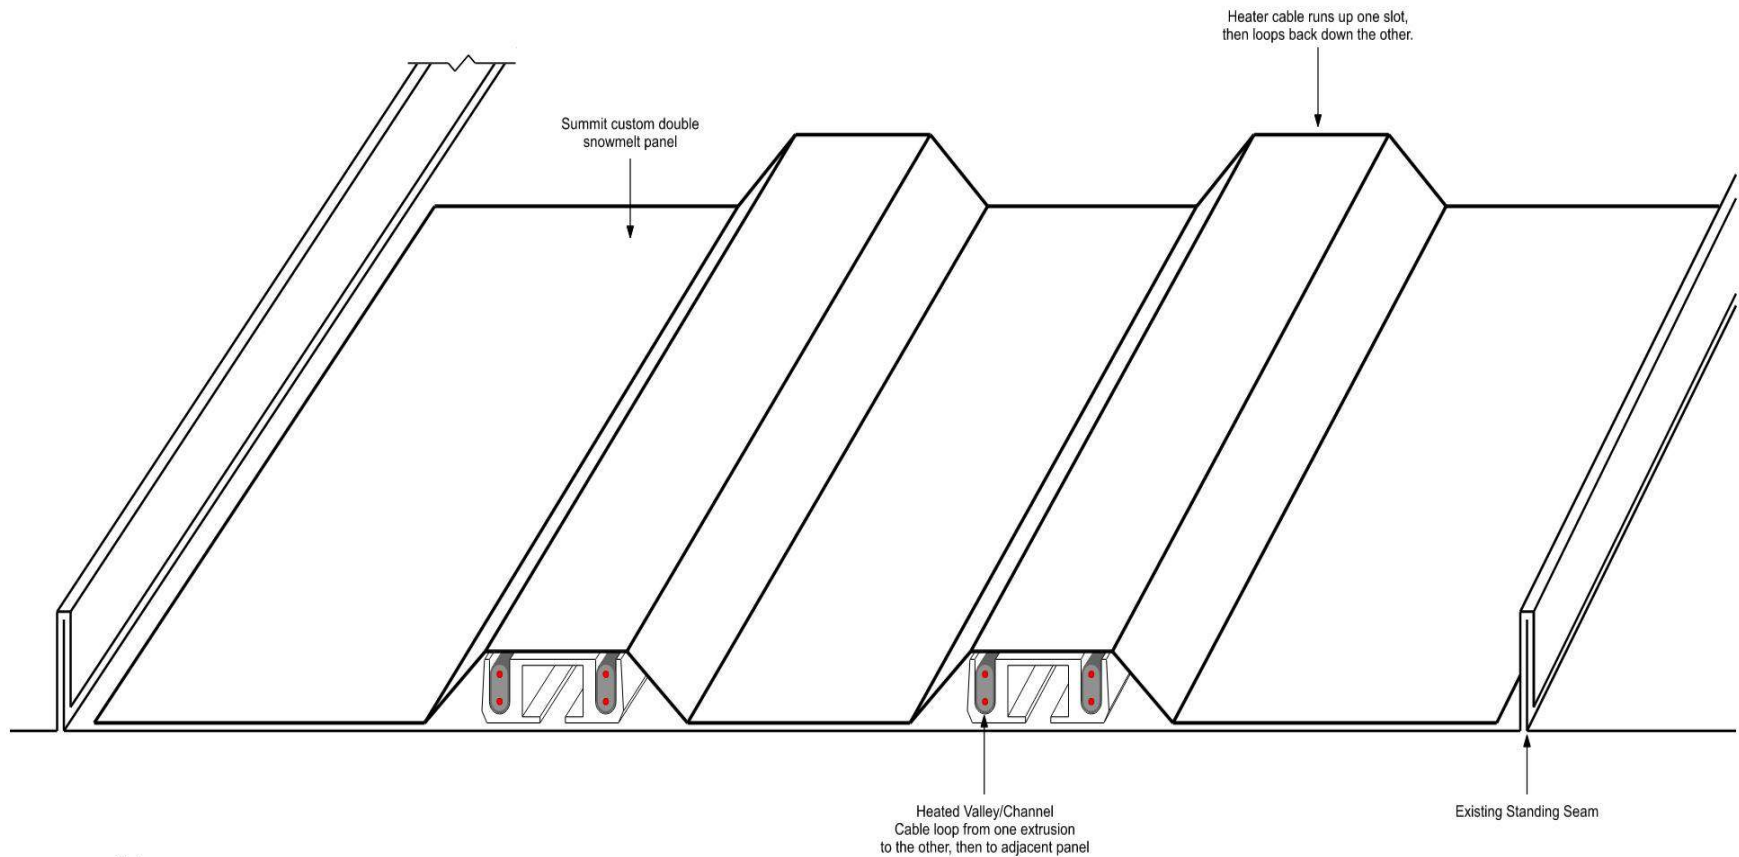 Heater cable runs up one slot,
then loops back down the other.
Summit custom double
snowmelt panel
Heated Valley/Channel
Cable loop from one extrusion
to the other, then to adjacent panel
Existing Standing Seam